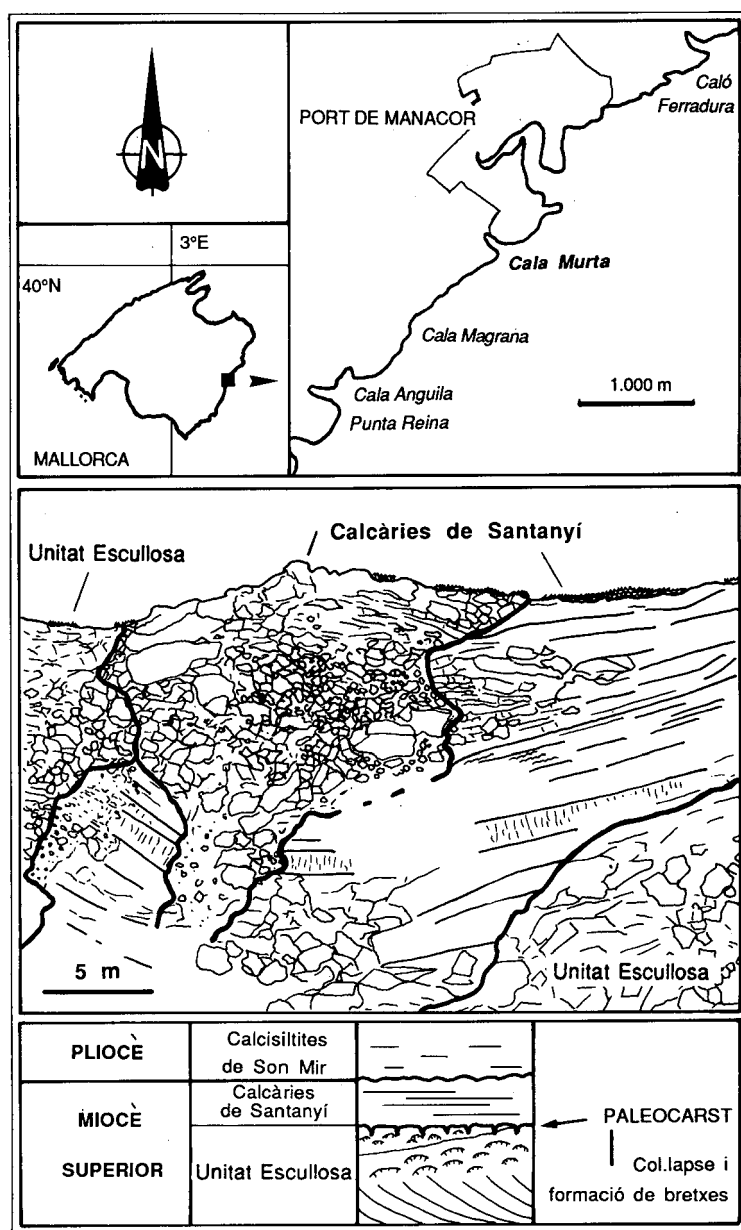 N
3°E
40°N
MALLORCA
PORT DE MANACOR
Caló
Ferradura
Cala Murta
Cala Magrana
Cala Anguila
Punta Reina
1.000 m
Unitat Escullosa
Calcàries de Santanyí
5 m
Unitat Escullosa
PLIOCÈ
Calcisiltites
de Son Mir
MIOCÈ
SUPERIOR
Calcàries
de Santanyí
Unitat Escullosa
PALEOCARST
Col.lapse i
formació de bretxes